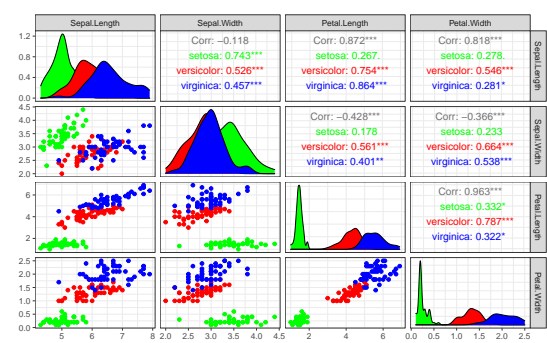 Sepal.Length Sepal.Width Petal.Length Petal.Width
1.2
0.8
0.4
0.0
Corr: −0.118
setosa: 0.743***
versicolor: 0.526***
virginica: 0.457***
Corr: 0.872***
setosa: 0.267.
versicolor: 0.754***
virginica: 0.864***
Corr: 0.818***
setosa: 0.278.
versicolor: 0.546***
virginica: 0.281*
Sepal.Length
4.5
4.0
3.5
3.0
2.5
2.0
Corr: −0.428***
setosa: 0.178
versicolor: 0.561***
virginica: 0.401**
Corr: −0.366***
setosa: 0.233
versicolor: 0.664***
virginica: 0.538***
Sepal.Width
6
4
2
Corr: 0.963***
setosa: 0.332*
versicolor: 0.787***
virginica: 0.322*
Petal.Length
2.5
2.0
1.5
1.0
0.5
0.0
Petal.Width
5 6 7 8 2.0 2.5 3.0 3.5 4.0 4.5 2 4 6 0.0 0.5 1.0 1.5 2.0 2.5